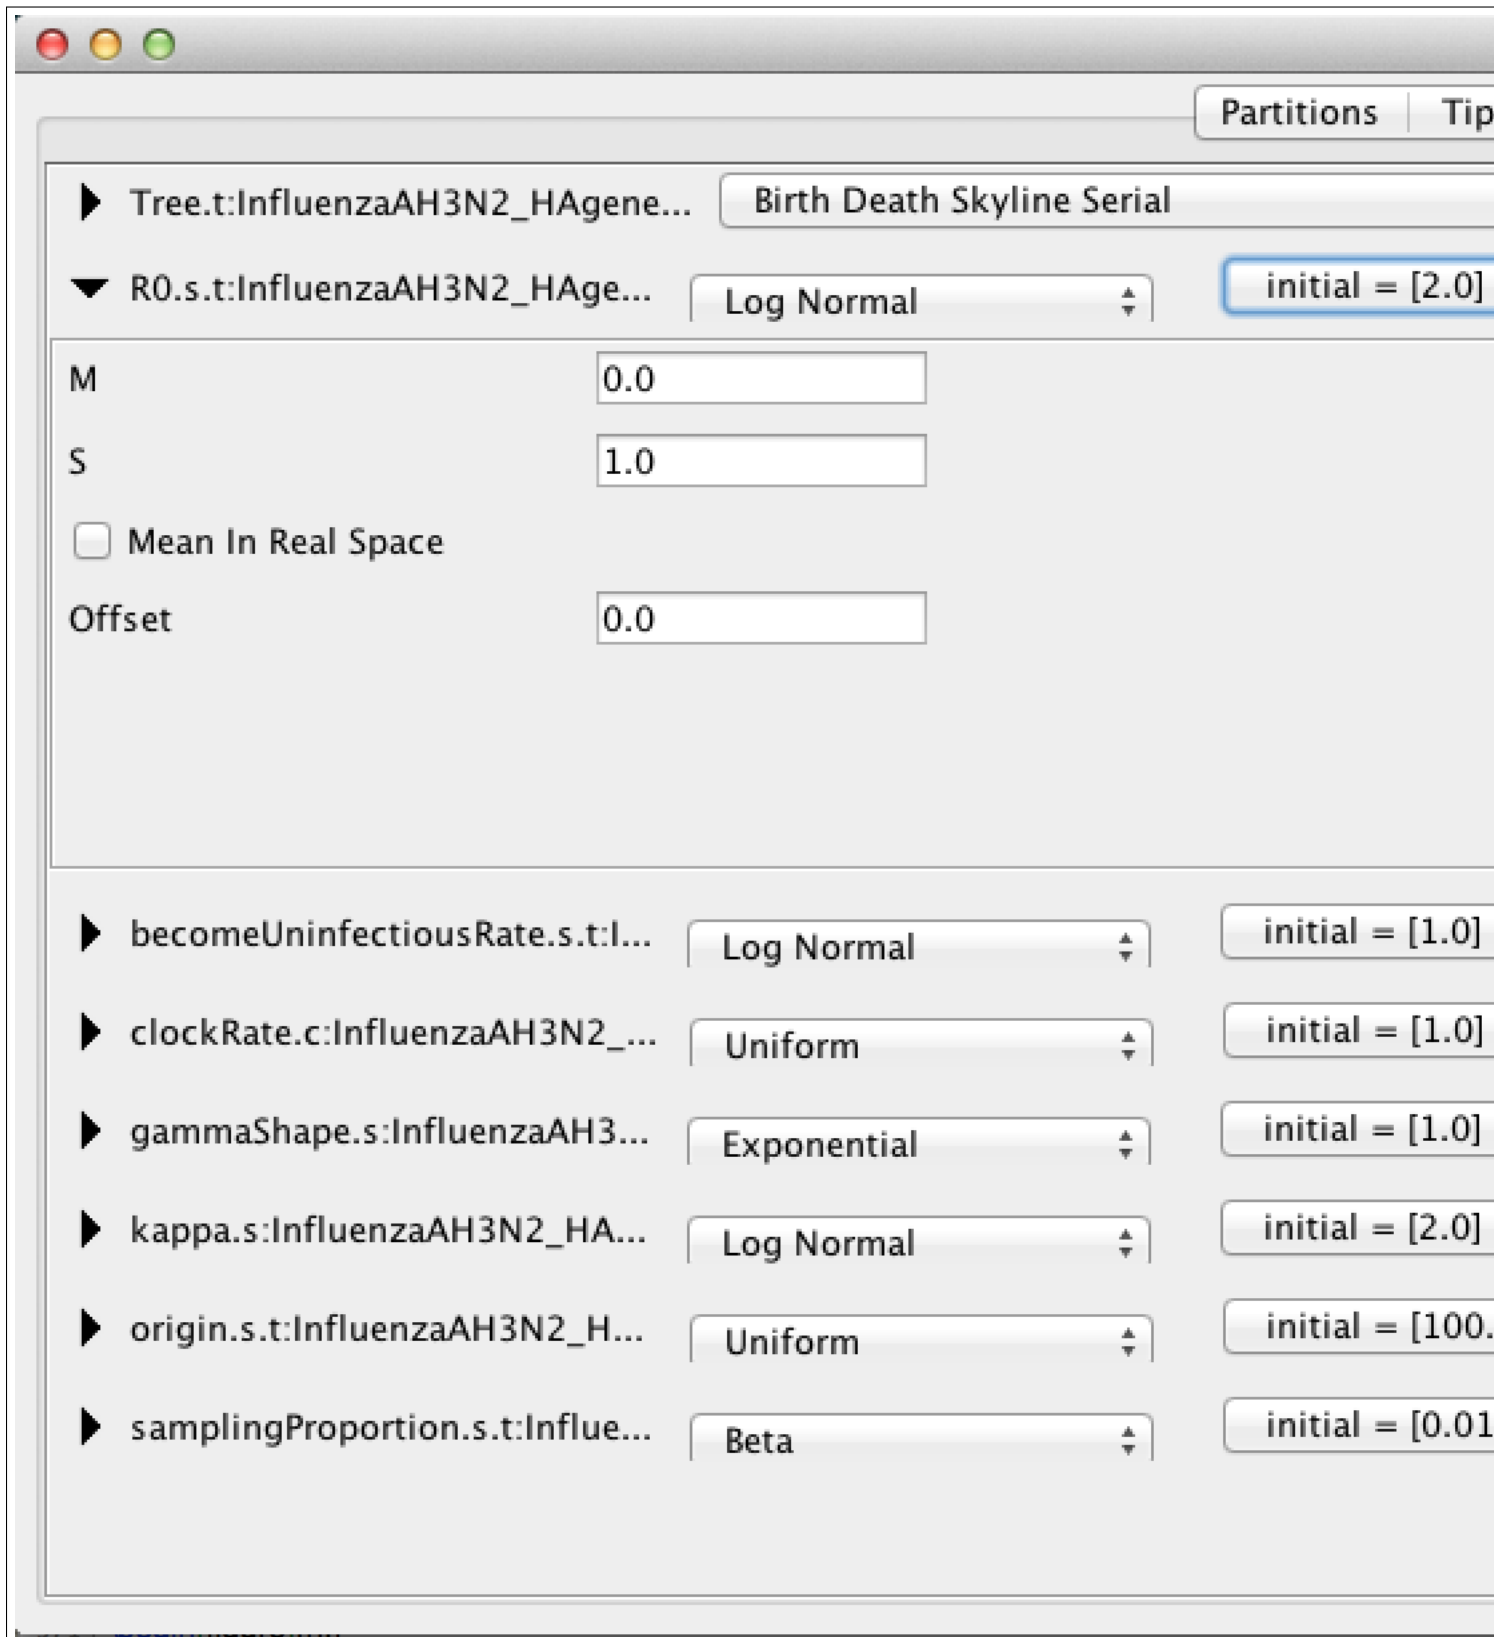 Partitions Tip
Tree.t:InfluenzaAH3N2_HAgene... Birth Death Skyline Serial
R0.s.t:InfluenzaAH3N2_HAge... Log Normal initial = [2.0]
M 0.0
S 1.0
Mean In Real Space
Offset 0.0
becomeUninfectiousRate.s.t:I... Log Normal initial = [1.0]
clockRate.c:InfluenzaAH3N2_... Uniform initial = [1.0]
gammaShape.s:InfluenzaAH3... Exponential initial = [1.0]
kappa.s:InfluenzaAH3N2_HA... Log Normal initial = [2.0]
origin.s.t:InfluenzaAH3N2_H... Uniform initial = [100.
samplingProportion.s.t:Influe... Beta initial = [0.01